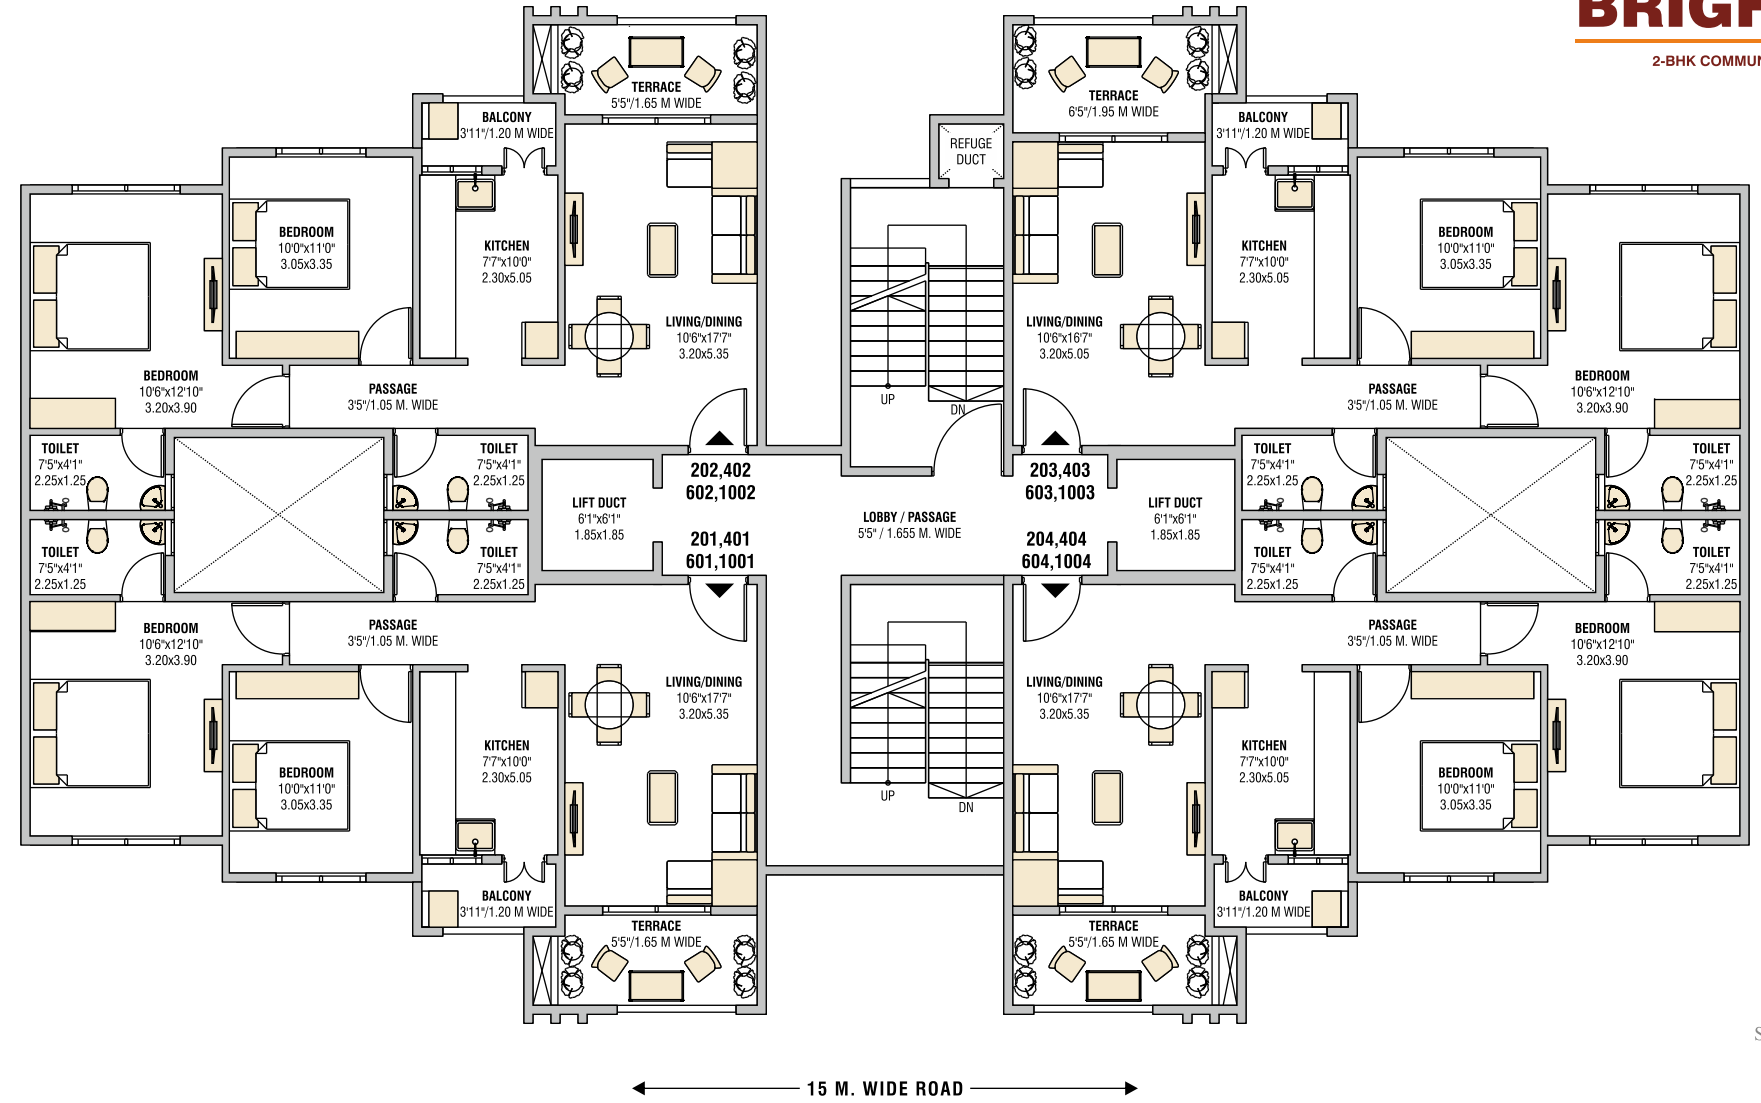 BRIGH
2-BHK COMMUN
TERRACE
5'5"/1.65 M WIDE
BALCONY
3'11"/1.20 M WIDE
BEDROOM
10'0"x11'0"
3.05x3.35
KITCHEN
7'7"x10'0"
2.30x5.05
LIVING/DINING
10'6"x17'7"
3.20x5.35
BEDROOM
10'6"x12'10"
3.20x3.90
PASSAGE
3'5"/1.05 M. WIDE
TOILET
7'5"x4'1"
2.25x1.25
TOILET
7'5"x4'1"
2.25x1.25
202,402
602,1002
TERRACE
6'5"/1.95 M WIDE
BALCONY
3'11"/1.20 M WIDE
REFUGE
DUCT
KITCHEN
7'7"x10'0"
2.30x5.05
BEDROOM
10'0"x11'0"
3.05x3.35
LIVING/DINING
10'6"x16'7"
3.20x5.05
UP
DN
PASSAGE
3'5"/1.05 M. WIDE
BEDROOM
10'6"x12'10"
3.20x3.90
203,403
603,1003
TOILET
7'5"x4'1"
2.25x1.25
TOILET
7'5"x4'1"
2.25x1.25
LIFT DUCT
6'1"x6'1"
1.85x1.85
LOBBY / PASSAGE
5'5" / 1.655 M. WIDE
LIFT DUCT
6'1"x6'1"
1.85x1.85
TOILET
7'5"x4'1"
2.25x1.25
TOILET
7'5"x4'1"
2.25x1.25
201,401
601,1001
BEDROOM
10'6"x12'10"
3.20x3.90
PASSAGE
3'5"/1.05 M. WIDE
LIVING/DINING
10'6"x17'7"
3.20x5.35
KITCHEN
7'7"x10'0"
2.30x5.05
BEDROOM
10'0"x11'0"
3.05x3.35
BALCONY
3'11"/1.20 M WIDE
TERRACE
5'5"/1.65 M WIDE
204,404
604,1004
TOILET
7'5"x4'1"
2.25x1.25
TOILET
7'5"x4'1"
2.25x1.25
PASSAGE
3'5"/1.05 M. WIDE
BEDROOM
10'6"x12'10"
3.20x3.90
LIVING/DINING
10'6"x17'7"
3.20x5.35
KITCHEN
7'7"x10'0"
2.30x5.05
BEDROOM
10'0"x11'0"
3.05x3.35
UP
DN
BALCONY
3'11"/1.20 M WIDE
TERRACE
5'5"/1.65 M WIDE
S
15 M. WIDE ROAD